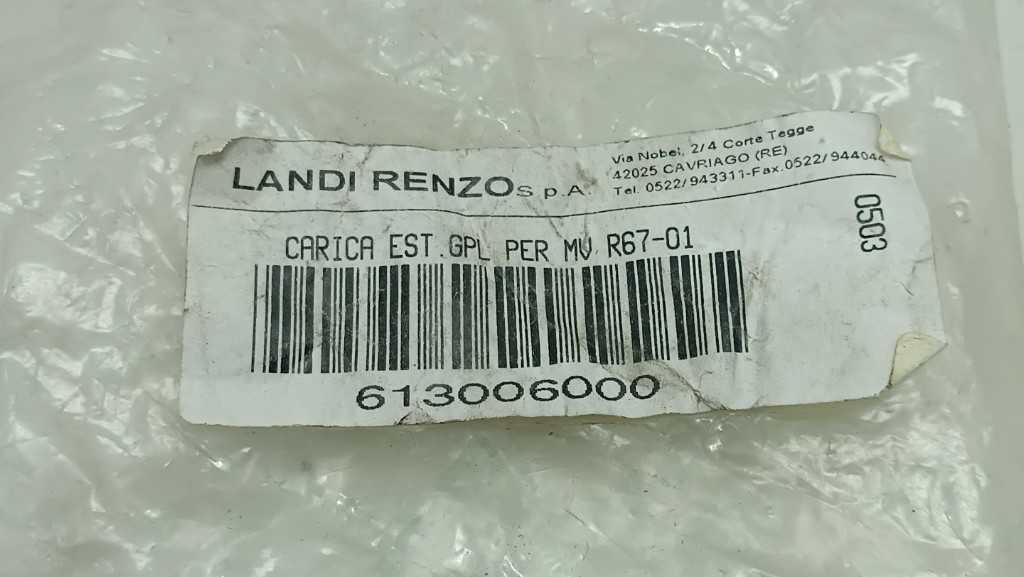 LANDI RENZO S.p.A.
Via Nobel, 2/4 Corte Tegge
42025 CAVRIAGO (RE)
Tel. 0522/943311-Fax.0522/944044
0503
CARICA EST.GPL PER MV R67-01
613006000